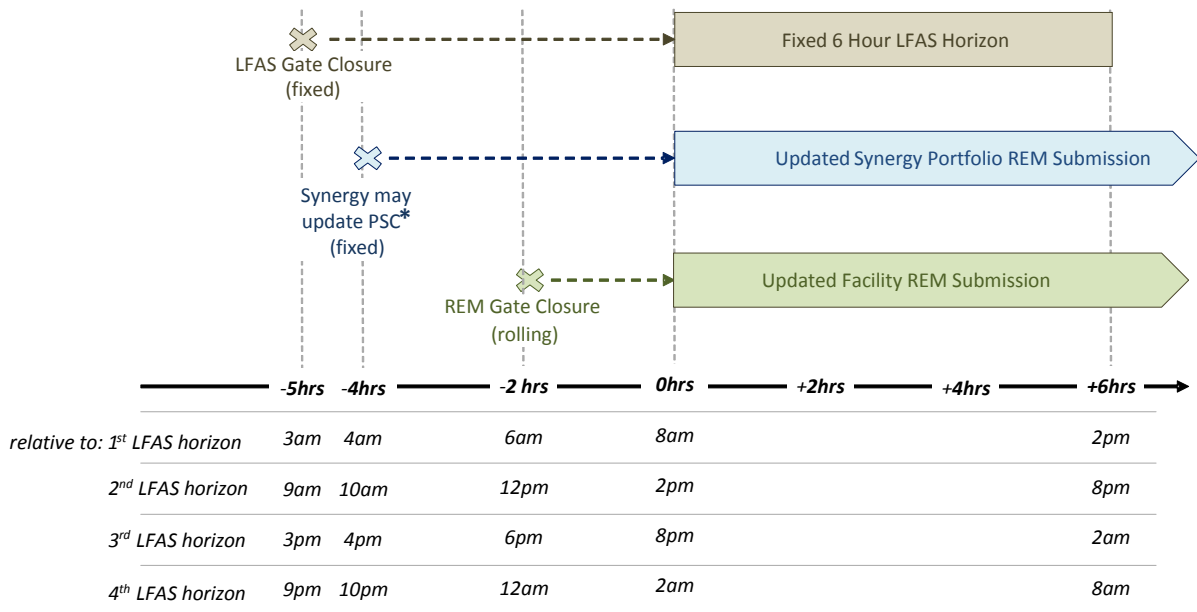 Fixed 6 Hour LFAS Horizon
LFAS Gate Closure
(fixed)
Updated Synergy Portfolio REM Submission
Synergy may
update PSC*
(fixed)
Updated Facility REM Submission
REM Gate Closure
(rolling)
-5hrs -4hrs -2 hrs 0hrs +2hrs +4hrs +6hrs
relative to: 1st LFAS horizon 3am 4am 6am 8am 2pm
2nd LFAS horizon 9am 10am 12pm 2pm 8pm
3rd LFAS horizon 3pm 4pm 6pm 8pm 2am
4th LFAS horizon 9pm 10pm 12am 2am 8am